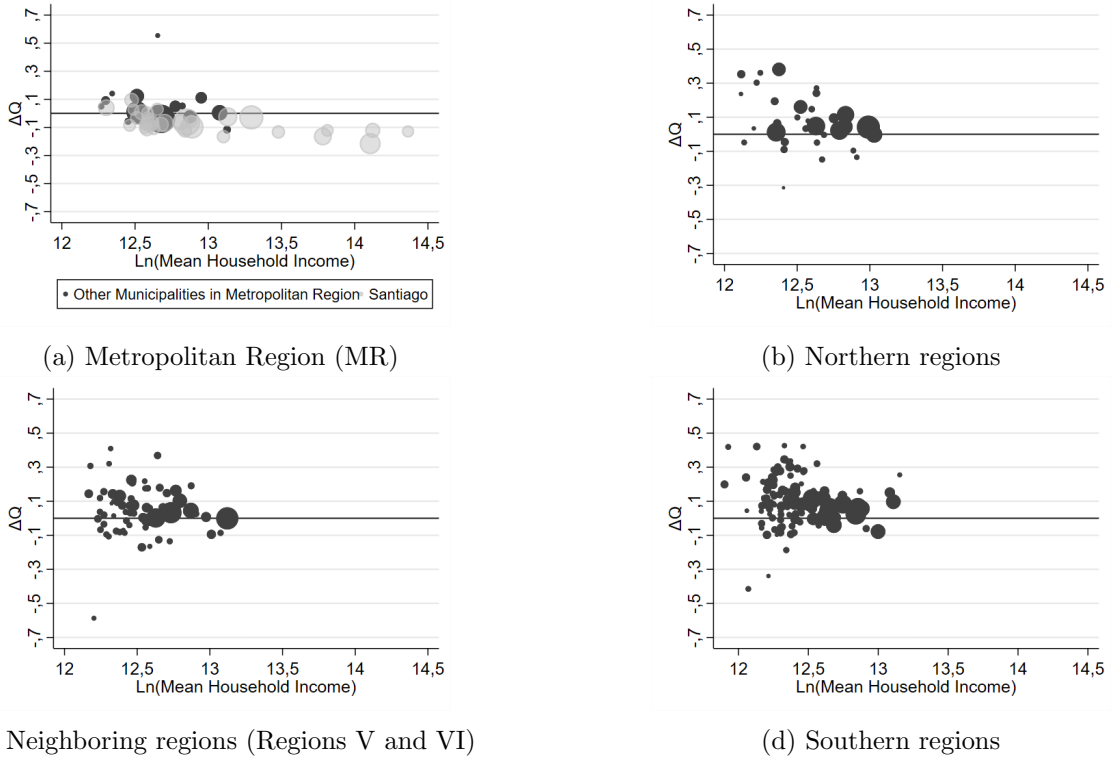 ,7
,5
,3
,1
-,1
-,3
-,5
-,7
ΔQ
12 12,5 13 13,5 14 14,5
Ln(Mean Household Income)
Other Municipalities in Metropolitan Region Santiago
(a) Metropolitan Region (MR)
,7
,5
,3
,1
-,1
-,3
-,5
-,7
ΔQ
12 12,5 13 13,5 14 14,5
Ln(Mean Household Income)
(b) Northern regions
,7
,5
,3
,1
-,1
-,3
-,5
-,7
ΔQ
12 12,5 13 13,5 14 14,5
Ln(Mean Household Income)
Neighboring regions (Regions V and VI)
,7
,5
,3
,1
-,1
-,3
-,5
-,7
ΔQ
12 12,5 13 13,5 14 14,5
Ln(Mean Household Income)
(d) Southern regions